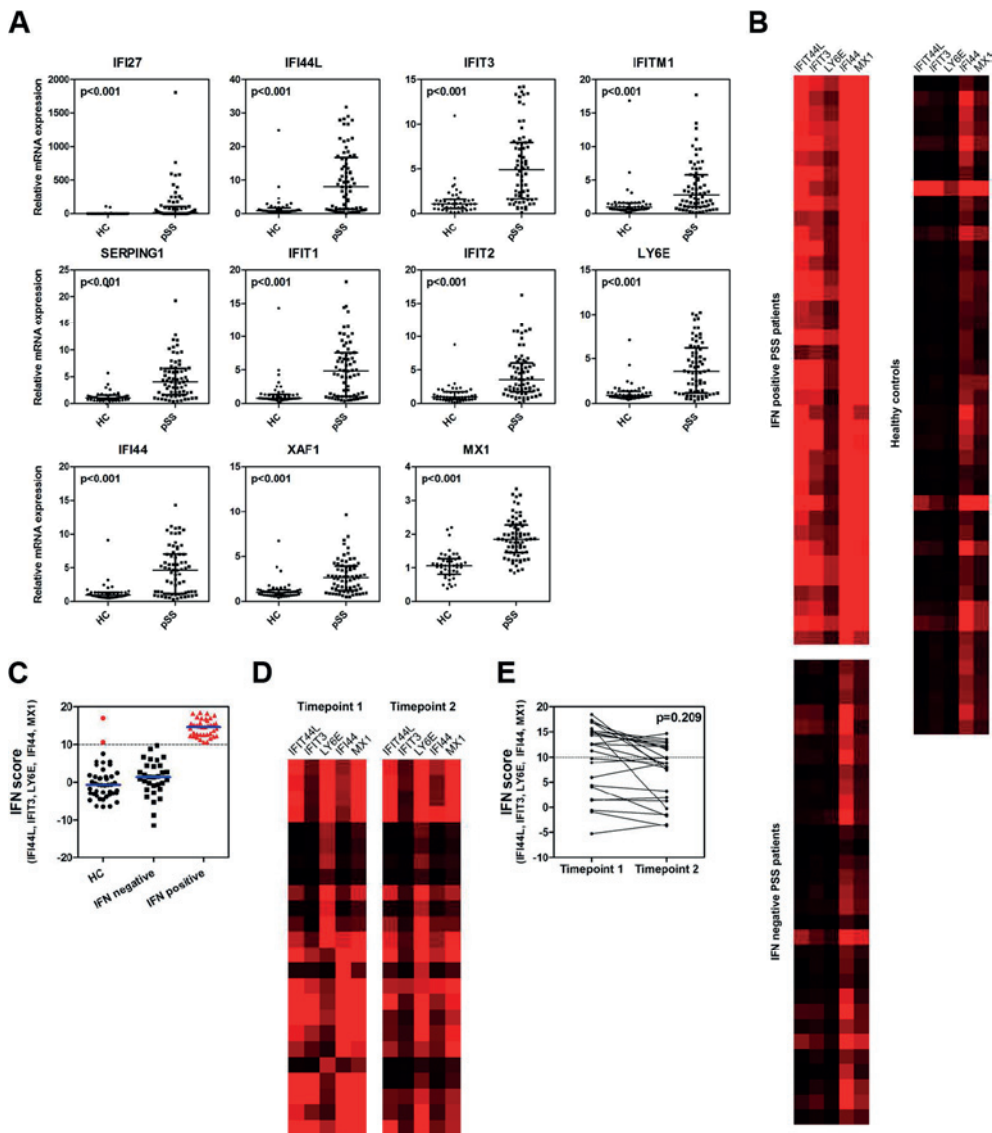 A
IFI27
Relative mRNA expression
2000
1500
1000
500
0
p<0.001
HC
pSS
IFI44L
40
30
20
10
0
p<0.001
HC
pSS
IFIT3
15
10
5
0
p<0.001
HC
pSS
IFITM1
20
15
10
5
0
p<0.001
HC
pSS
SERPING1
Relative mRNA expression
25
20
15
10
5
0
p<0.001
HC
pSS
IFIT1
20
15
10
5
0
p<0.001
HC
pSS
IFIT2
20
15
10
5
0
p<0.001
HC
pSS
LY6E
15
10
5
0
p<0.001
HC
pSS
IFI44
Relative mRNA expression
20
15
10
5
0
p<0.001
HC
pSS
XAF1
15
10
5
0
p<0.001
HC
pSS
MX1
4
3
2
1
0
p<0.001
HC
pSS
B
IFIT44L
IFIT3
LY6E
IFI44
MX1
IFN positive PSS patients
IFN negative PSS patients
IFIT44L
IFIT3
LY6E
IFI44
MX1
Healthy controls
C
IFN score
(IFI44L, IFIT3, LY6E, IFI44, MX1)
20
10
0
-10
-20
HC
IFN negative
IFN positive
D
Timepoint 1
IFIT44L
IFIT3
LY6E
IFI44
MX1
Timepoint 2
IFIT44L
IFIT3
LY6E
IFI44
MX1
E
IFN score
(IFI44L, IFIT3, LY6E, IFI44, MX1)
20
15
10
5
0
-5
-10
p=0.209
Timepoint 1
Timepoint 2